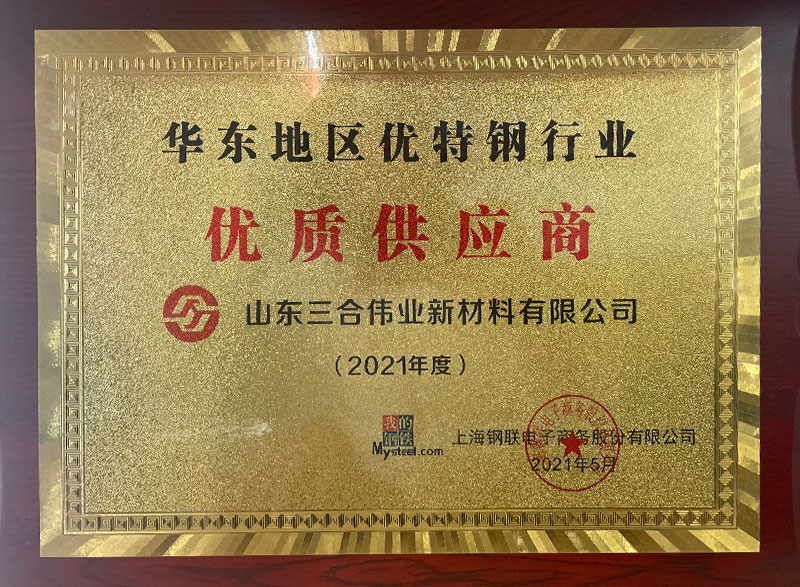 华东地区优特钢行业
优质供应商
山东三合伟业新材料有限公司
（2021年度）
我的
钢铁
Mysteel.com
上海钢联电子商务股份有限公司
2021年5月